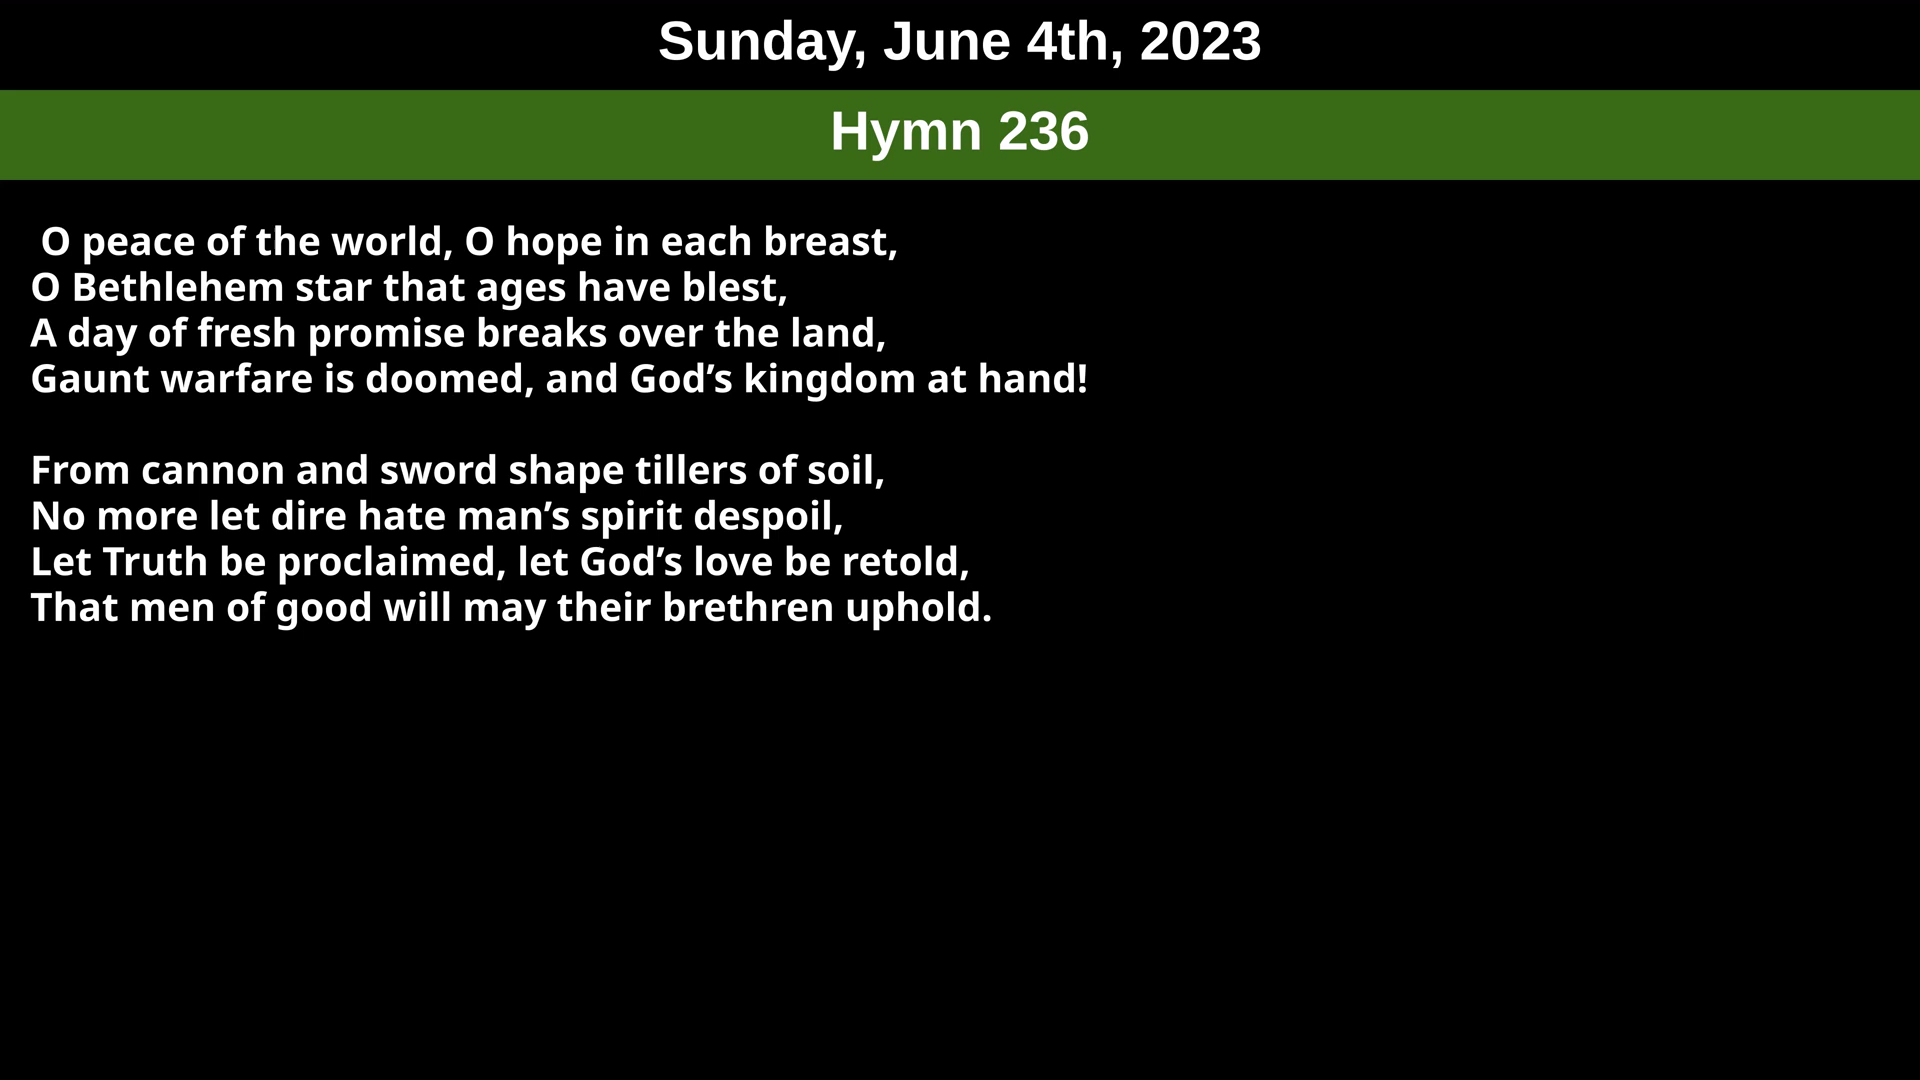 Sunday, June 4th, 2023
Hymn 236
O peace of the world, O hope in each breast,
O Bethlehem star that ages have blest,
A day of fresh promise breaks over the land,
Gaunt warfare is doomed, and God’s kingdom at hand!
From cannon and sword shape tillers of soil,
No more let dire hate man’s spirit despoil,
Let Truth be proclaimed, let God’s love be retold,
That men of good will may their brethren uphold.